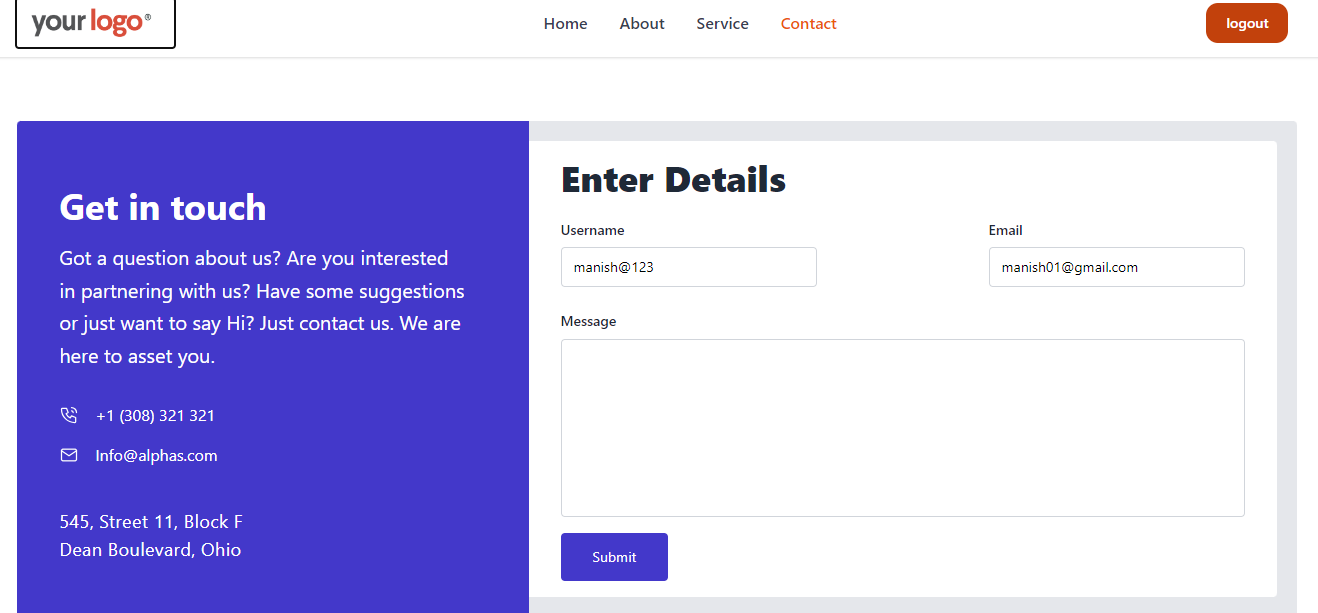 your logo®
Home About Service Contact
logout
Get in touch
Got a question about us? Are you interested
in partnering with us? Have some suggestions
or just want to say Hi? Just contact us. We are
here to asset you.
+1 (308) 321 321
Info@alphas.com
545, Street 11, Block F
Dean Boulevard, Ohio
Enter Details
Username
manish@123
Email
manish01@gmail.com
Message
Submit